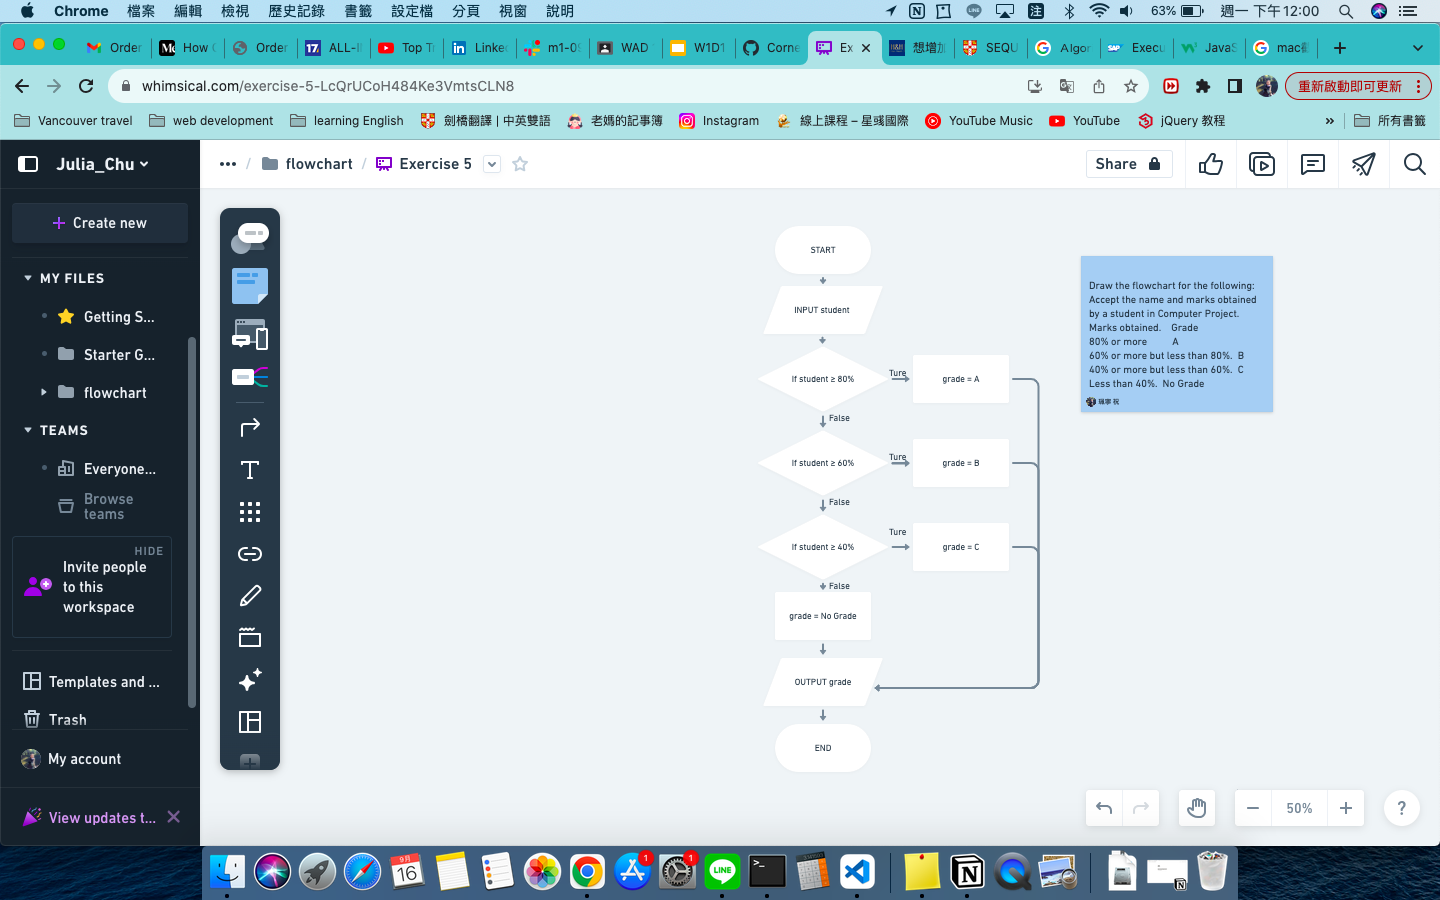 Chrome 檔案 編輯 檢視 歷史記錄 書籤 設定檔 分頁 視窗 說明 注 63% 週一 下午12:00
Order How Order ALL-I Top T Linke m1-0 WAD W1D1 Corne Ex 想增加 SEQU Algor Execu JavaS mac
whimsical.com/exercise-5-LcQrUCoH484Ke3VmtsCLN8 重新啟動即可更新
Vancouver travel web development learning English 劍橋翻譯｜中英雙語 老媽的記事簿 Instagram 線上課程 – 星彧國際 YouTube Music YouTube jQuery 教程 » 所有書籤
Julia_Chu
••• / flowchart / Exercise 5
Share
Create new
MY FILES
Getting S...
Starter G...
flowchart
TEAMS
Everyone...
Browse
teams
HIDE
Invite people
to this
workspace
Templates and ...
Trash
My account
View updates t...
START
INPUT student
If student ≥ 80%
Ture
grade = A
False
If student ≥ 60%
Ture
grade = B
False
If student ≥ 40%
Ture
grade = C
False
grade = No Grade
OUTPUT grade
END
Draw the flowchart for the following:
Accept the name and marks obtained
by a student in Computer Project.
Marks obtained. Grade
80% or more A
60% or more but less than 80%. B
40% or more but less than 60%. C
Less than 40%. No Grade
50%
?
9月
16
1
1
LINE